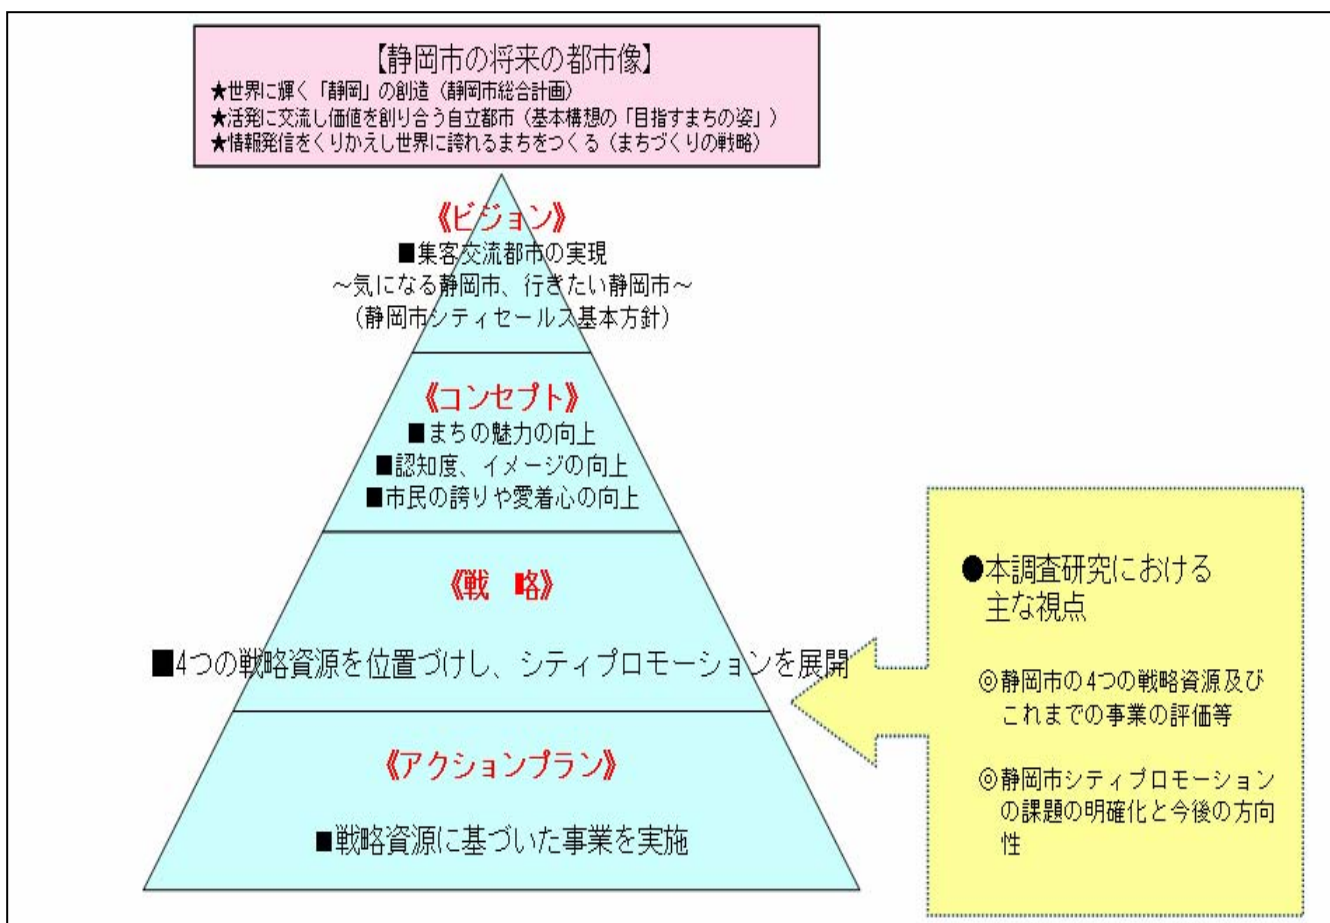 【静岡市の将来の都市像】
★世界に輝く「静岡」の創造（静岡市総合計画）
★活発に交流し価値を創り合う自立都市（基本構想の「目指すまちの姿」）
★情報発信をくりかえし世界に誇れるまちをつくる（まちづくりの戦略）
《ビジョン》
■集客交流都市の実現
～気になる静岡市、行きたい静岡市～
（静岡市シティセールス基本方針）
《コンセプト》
■まちの魅力の向上
■認知度、イメージの向上
■市民の誇りや愛着心の向上
《戦　略》
■4つの戦略資源を位置づけし、シティプロモーションを展開
《アクションプラン》
■戦略資源に基づいた事業を実施
●本調査研究における
主な視点
◎静岡市の4つの戦略資源及び
これまでの事業の評価等
◎静岡市シティプロモーション
の課題の明確化と今後の方向
性